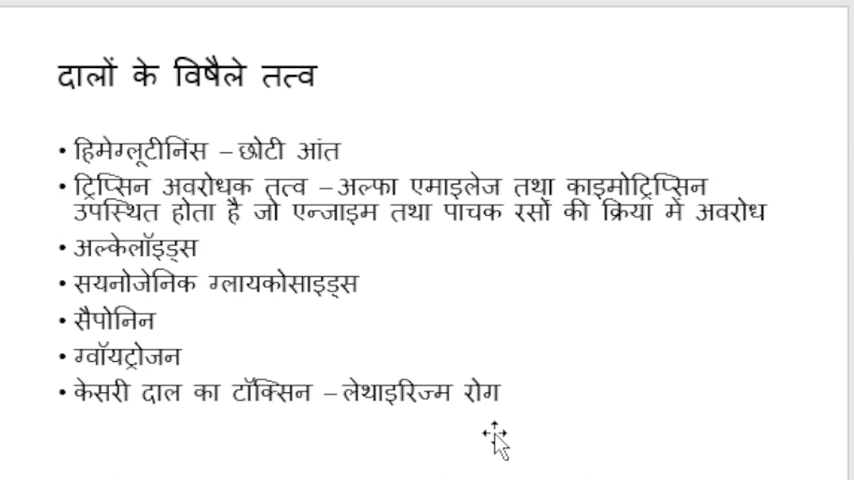 दालों के विषैले तत्व
• हिमेग्लूटीनिंस – छोटी आंत
• ट्रिप्सिन अवरोधक तत्व – अल्फा एमाइलेज तथा काइमोट्रिप्सिन
उपस्थित होता है जो एन्जाइम तथा पाचक रसों की क्रिया में अवरोध
• अल्केलॉइड्स
• सयनोजेनिक ग्लायकोसाइड्स
• सैपोनिन
• ग्वॉयट्रोजन
• केसरी दाल का टॉक्सिन – लेथाइरिज्म रोग